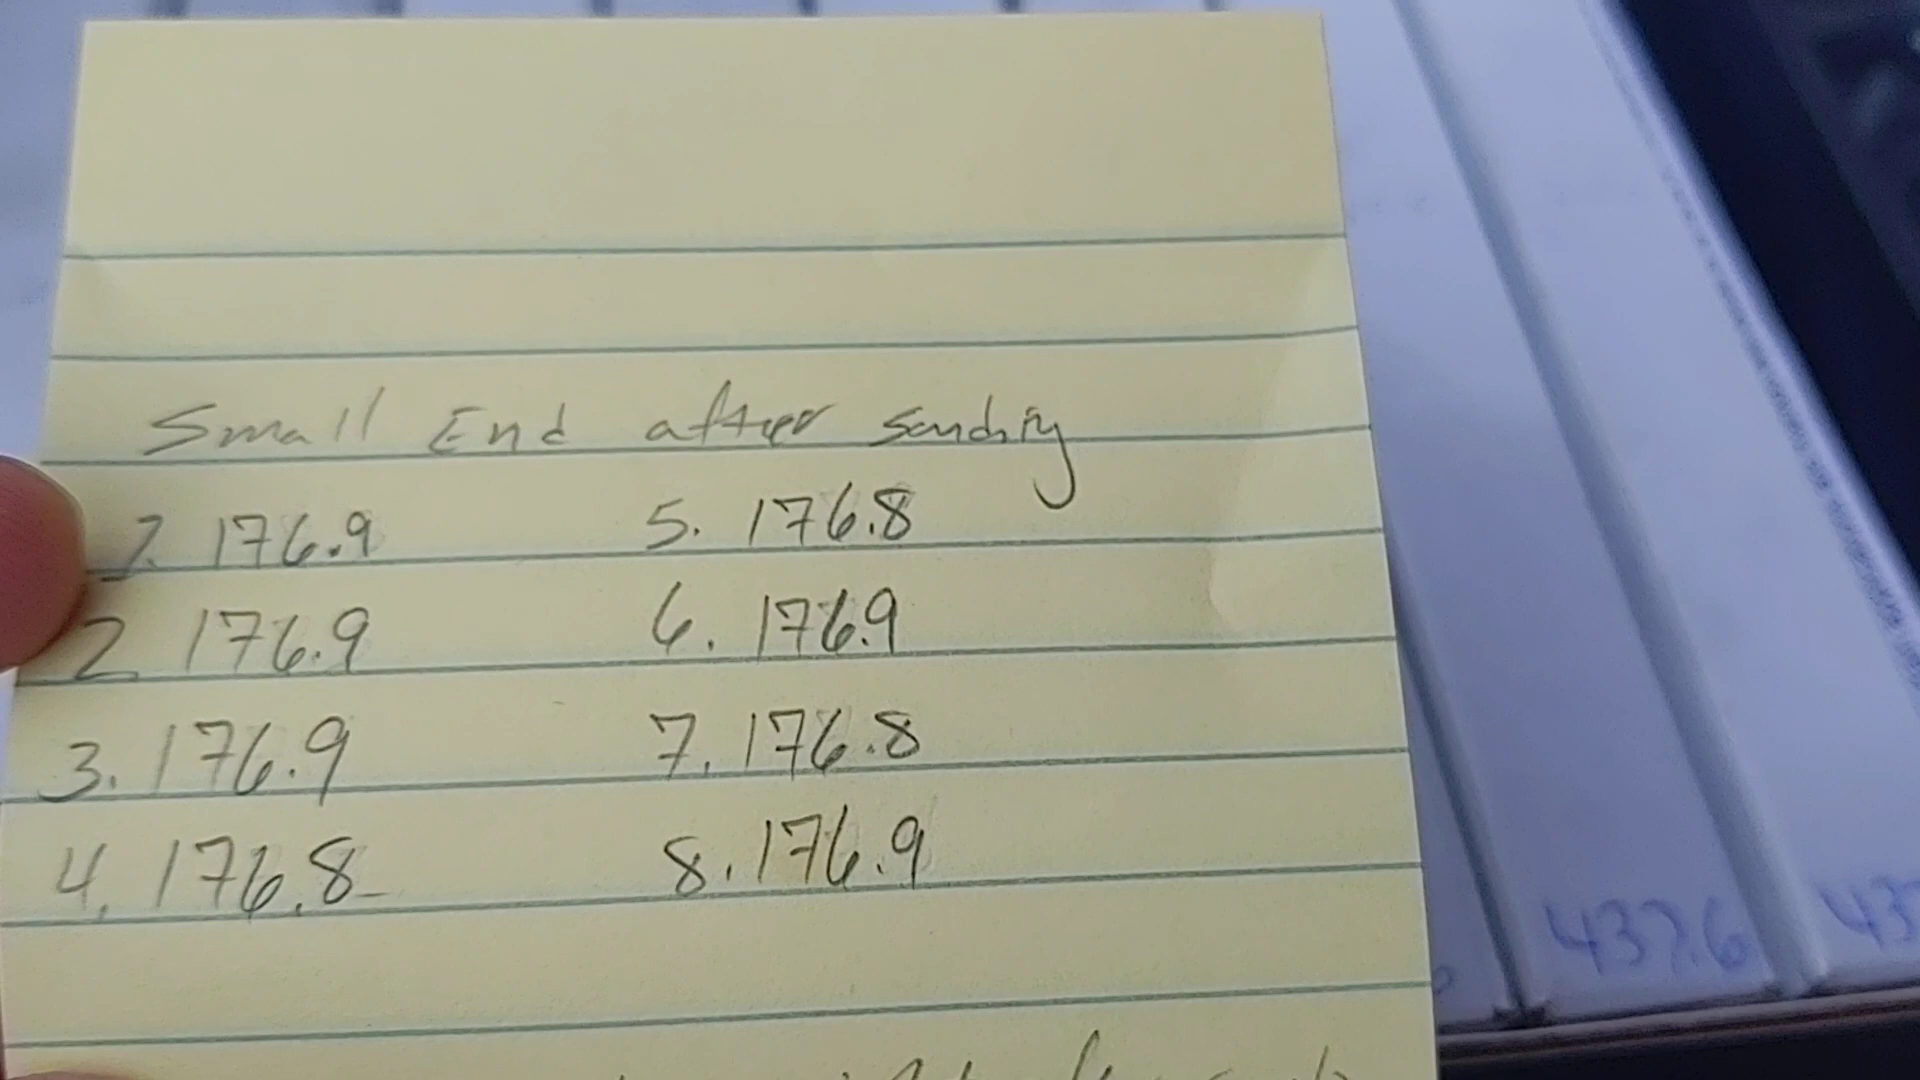 Small End after sanding
1. 176.9 5. 176.8
2 176.9 6. 176.9
3. 176.9 7. 176.8
4. 176.8 8. 176.9
437.6